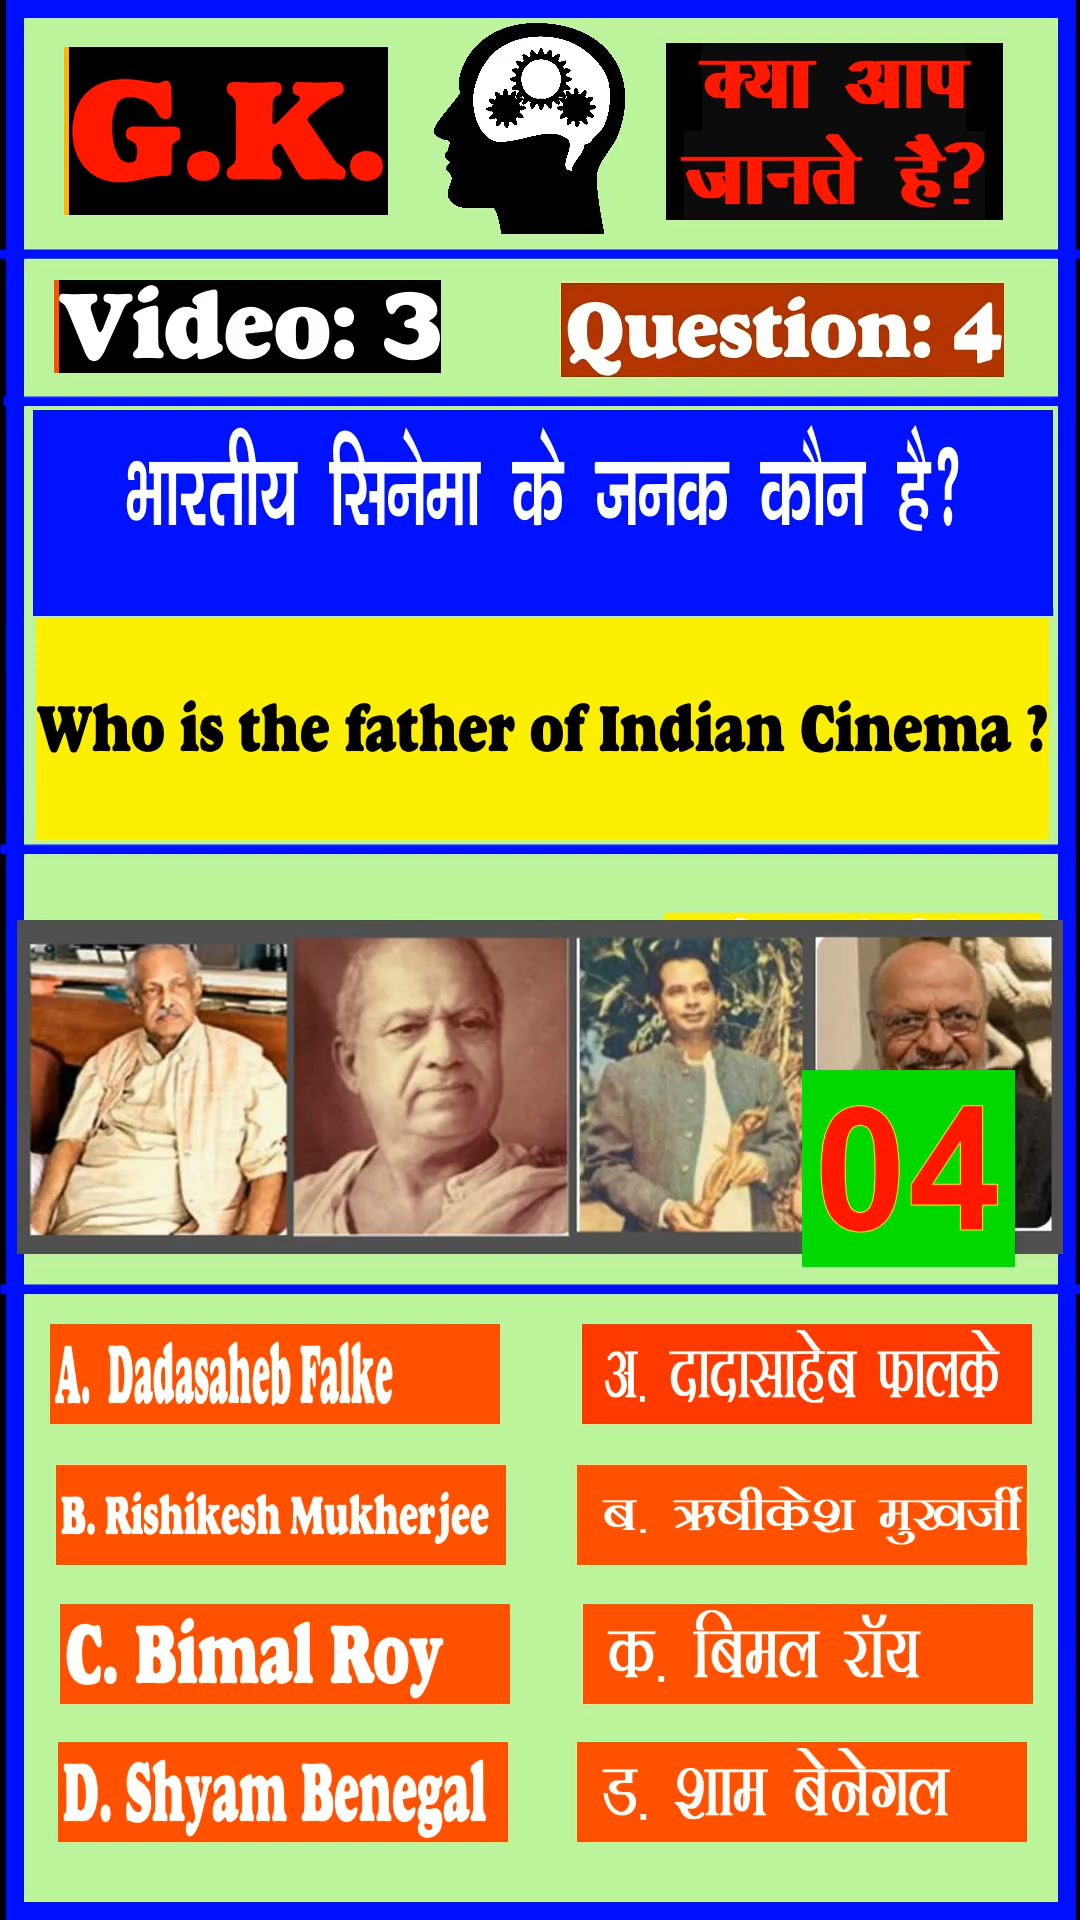 G.K.
क्या आप
जानते है?
Video: 3
Question: 4
भारतीय सिनेमा के जनक कौन है?
Who is the father of Indian Cinema ?
04
A. Dadasaheb Falke
अ. दादासाहेब फालके
B. Rishikesh Mukherjee
ब. ऋषीकेश मुखर्जी
C. Bimal Roy
क. बिमल रॉय
D. Shyam Benegal
ड. शाम बेनेगल